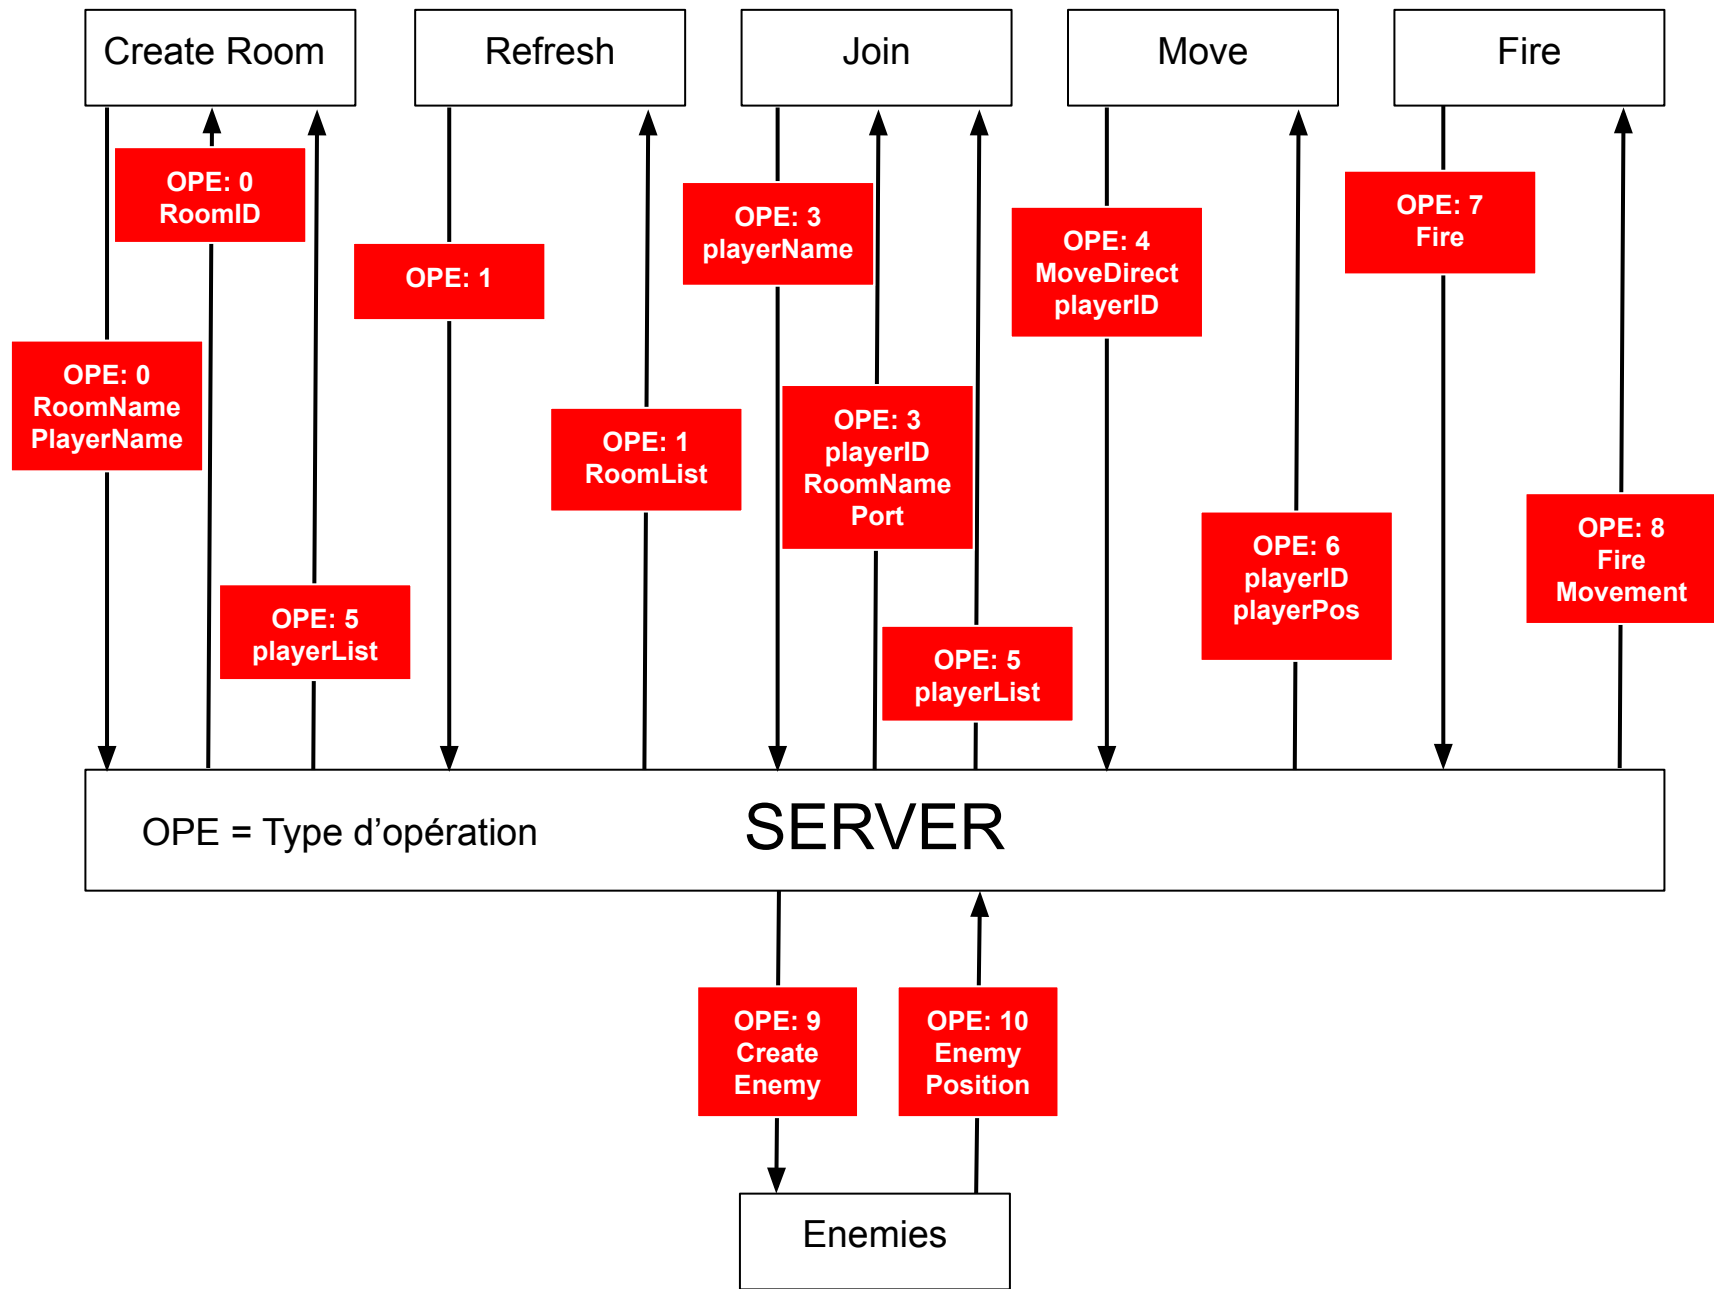 Create Room
Refresh
Join
Move
Fire
OPE: 0
RoomID
OPE: 3
playerName
OPE: 7
Fire
OPE: 1
OPE: 4
MoveDirect
playerID
OPE: 0
RoomName
PlayerName
OPE: 1
RoomList
OPE: 3
playerID
RoomName
Port
OPE: 8
Fire
Movement
OPE: 6
playerID
playerPos
OPE: 5
playerList
OPE: 5
playerList
OPE = Type d’opération
SERVER
OPE: 9
Create
Enemy
OPE: 10
Enemy
Position
Enemies